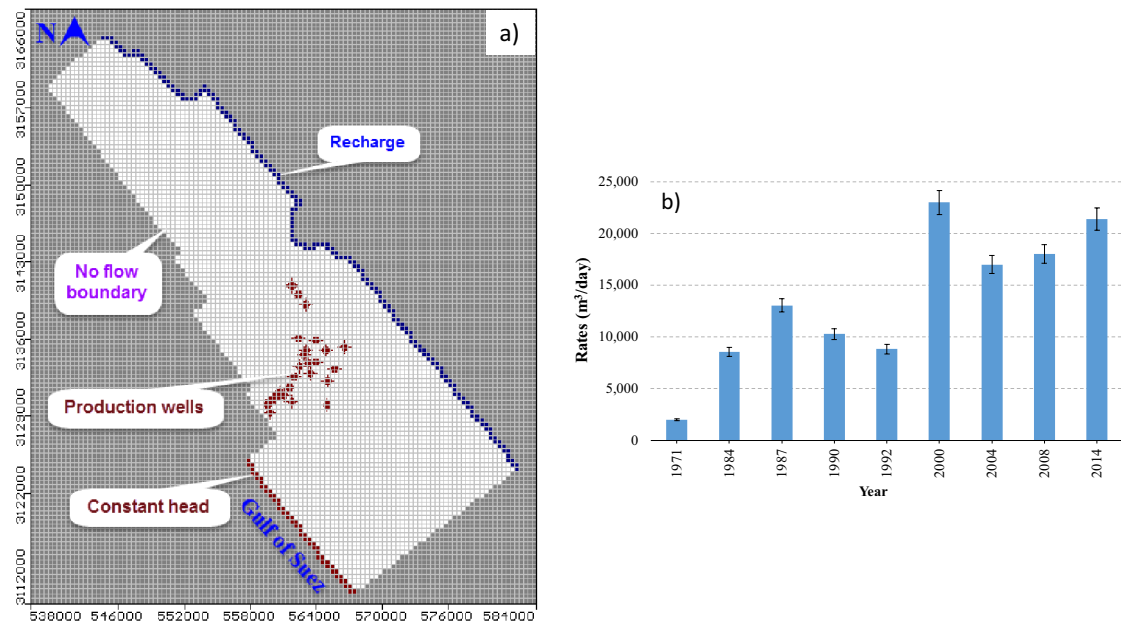 N
a)
Recharge
No flow
boundary
Production wells
Constant head
Gulf of Suez
3166000
3157000
3150000
3143000
3136000
3129000
3122000
3112000
538000 546000 552000 558000 564000 570000 576000 584000
b)
25,000
20,000
15,000
10,000
5,000
0
Rates (m³/day)
1971 1984 1987 1990 1992 2000 2004 2008 2014
Year